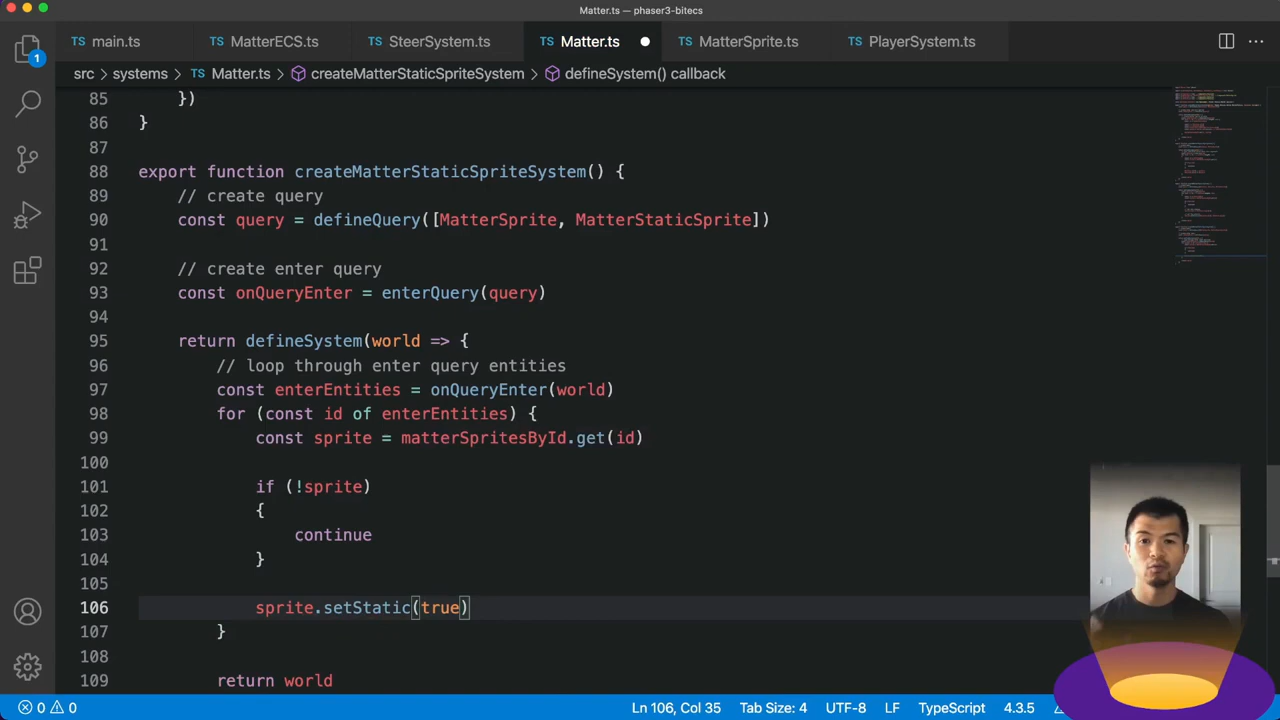 Matter.ts — phaser3-bitecs
TS main.ts
TS MatterECS.ts
TS SteerSystem.ts
TS Matter.ts
TS MatterSprite.ts
TS PlayerSystem.ts
src > systems > TS Matter.ts > createMatterStaticSpriteSystem > defineSystem() callback
1
85 })
86 }
87
88 export function createMatterStaticSpriteSystem() {
89 // create query
90 const query = defineQuery([MatterSprite, MatterStaticSprite])
91
92 // create enter query
93 const onQueryEnter = enterQuery(query)
94
95 return defineSystem(world => {
96 // loop through enter query entities
97 const enterEntities = onQueryEnter(world)
98 for (const id of enterEntities) {
99 const sprite = matterSpritesById.get(id)
100
101 if (!sprite)
102 {
103 continue
104 }
105
106 sprite.setStatic(true)
107 }
108
109 return world
0 0 Ln 106, Col 35 Tab Size: 4 UTF-8 LF TypeScript 4.3.5